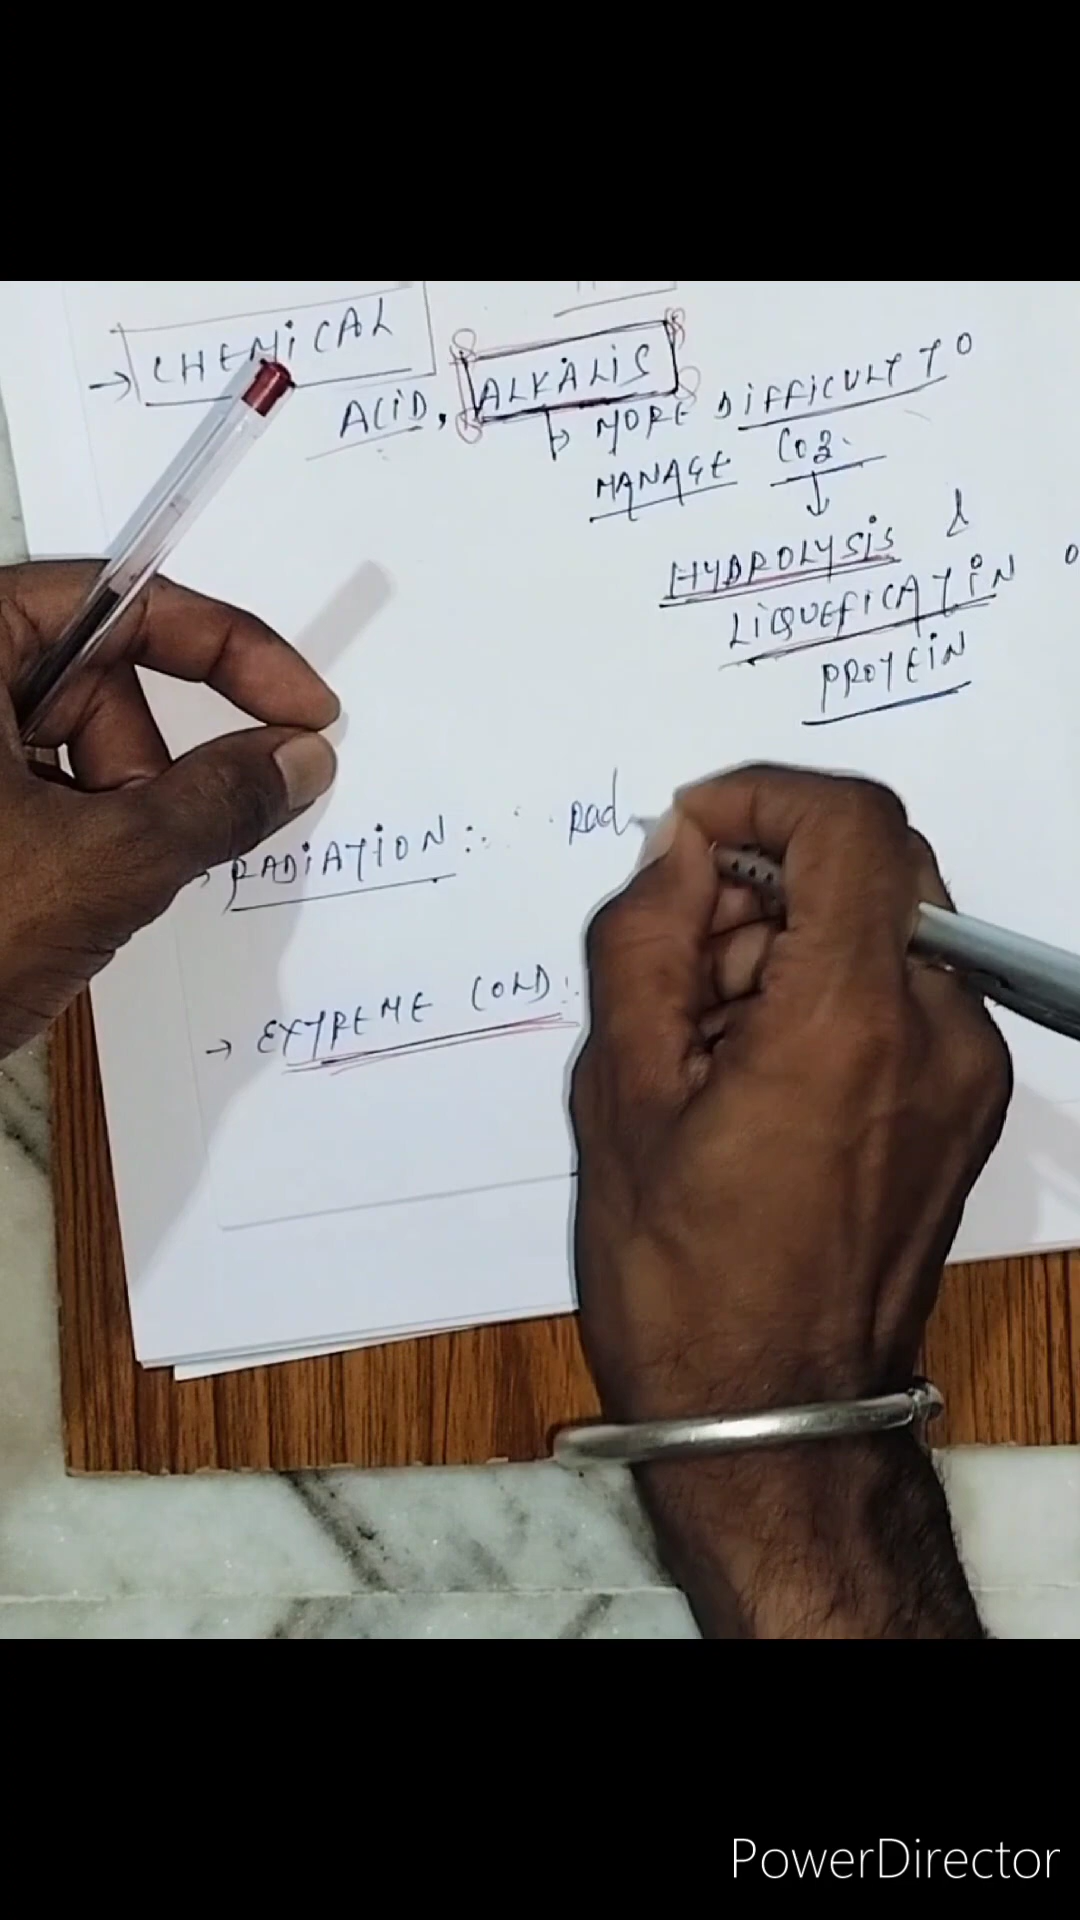 → CHEMICAL
ACID, ALKALIS
→ MORE DIFFICULT TO
MANAGE COZ.
↓
HYDROLYSIS &
LIQUEFICATIN O
PROTEIN
RADIATION: Rad
→ EXTREME COLD:
PowerDirector